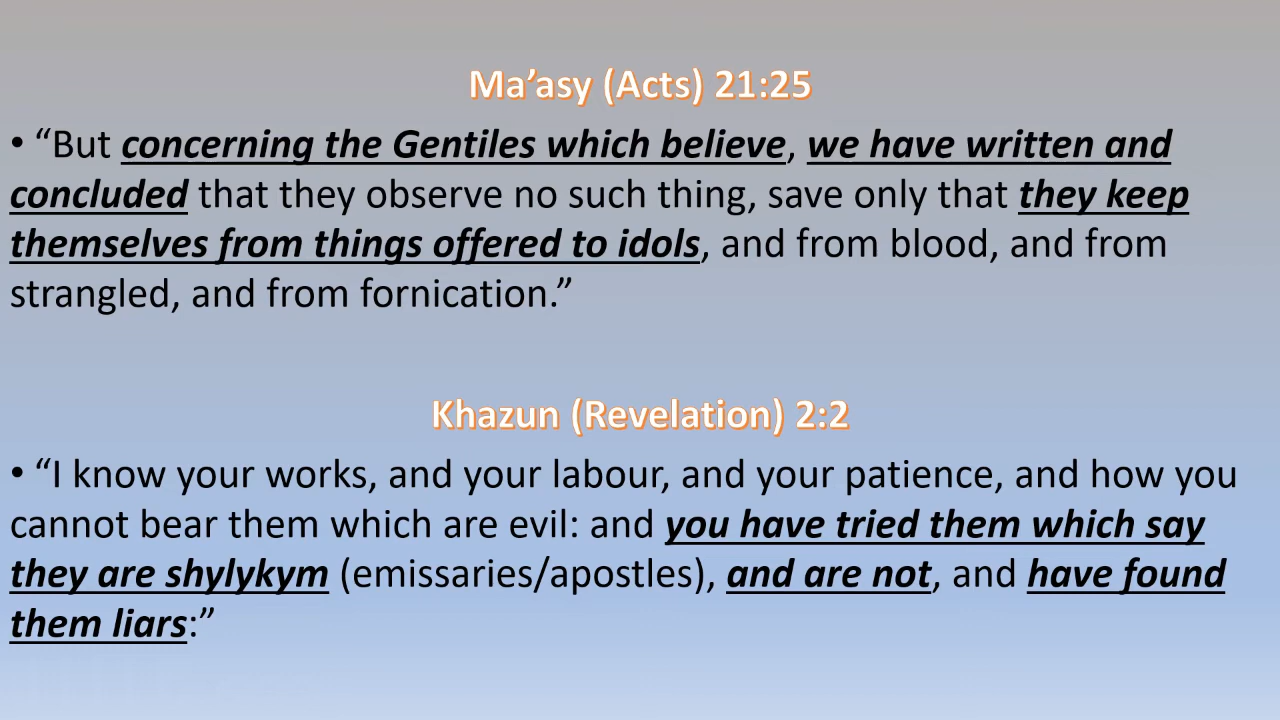 Ma’asy (Acts) 21:25
• “But concerning the Gentiles which believe, we have written and
concluded that they observe no such thing, save only that they keep
themselves from things offered to idols, and from blood, and from
strangled, and from fornication.”
Khazun (Revelation) 2:2
• “I know your works, and your labour, and your patience, and how you
cannot bear them which are evil: and you have tried them which say
they are shylykym (emissaries/apostles), and are not, and have found
them liars:”